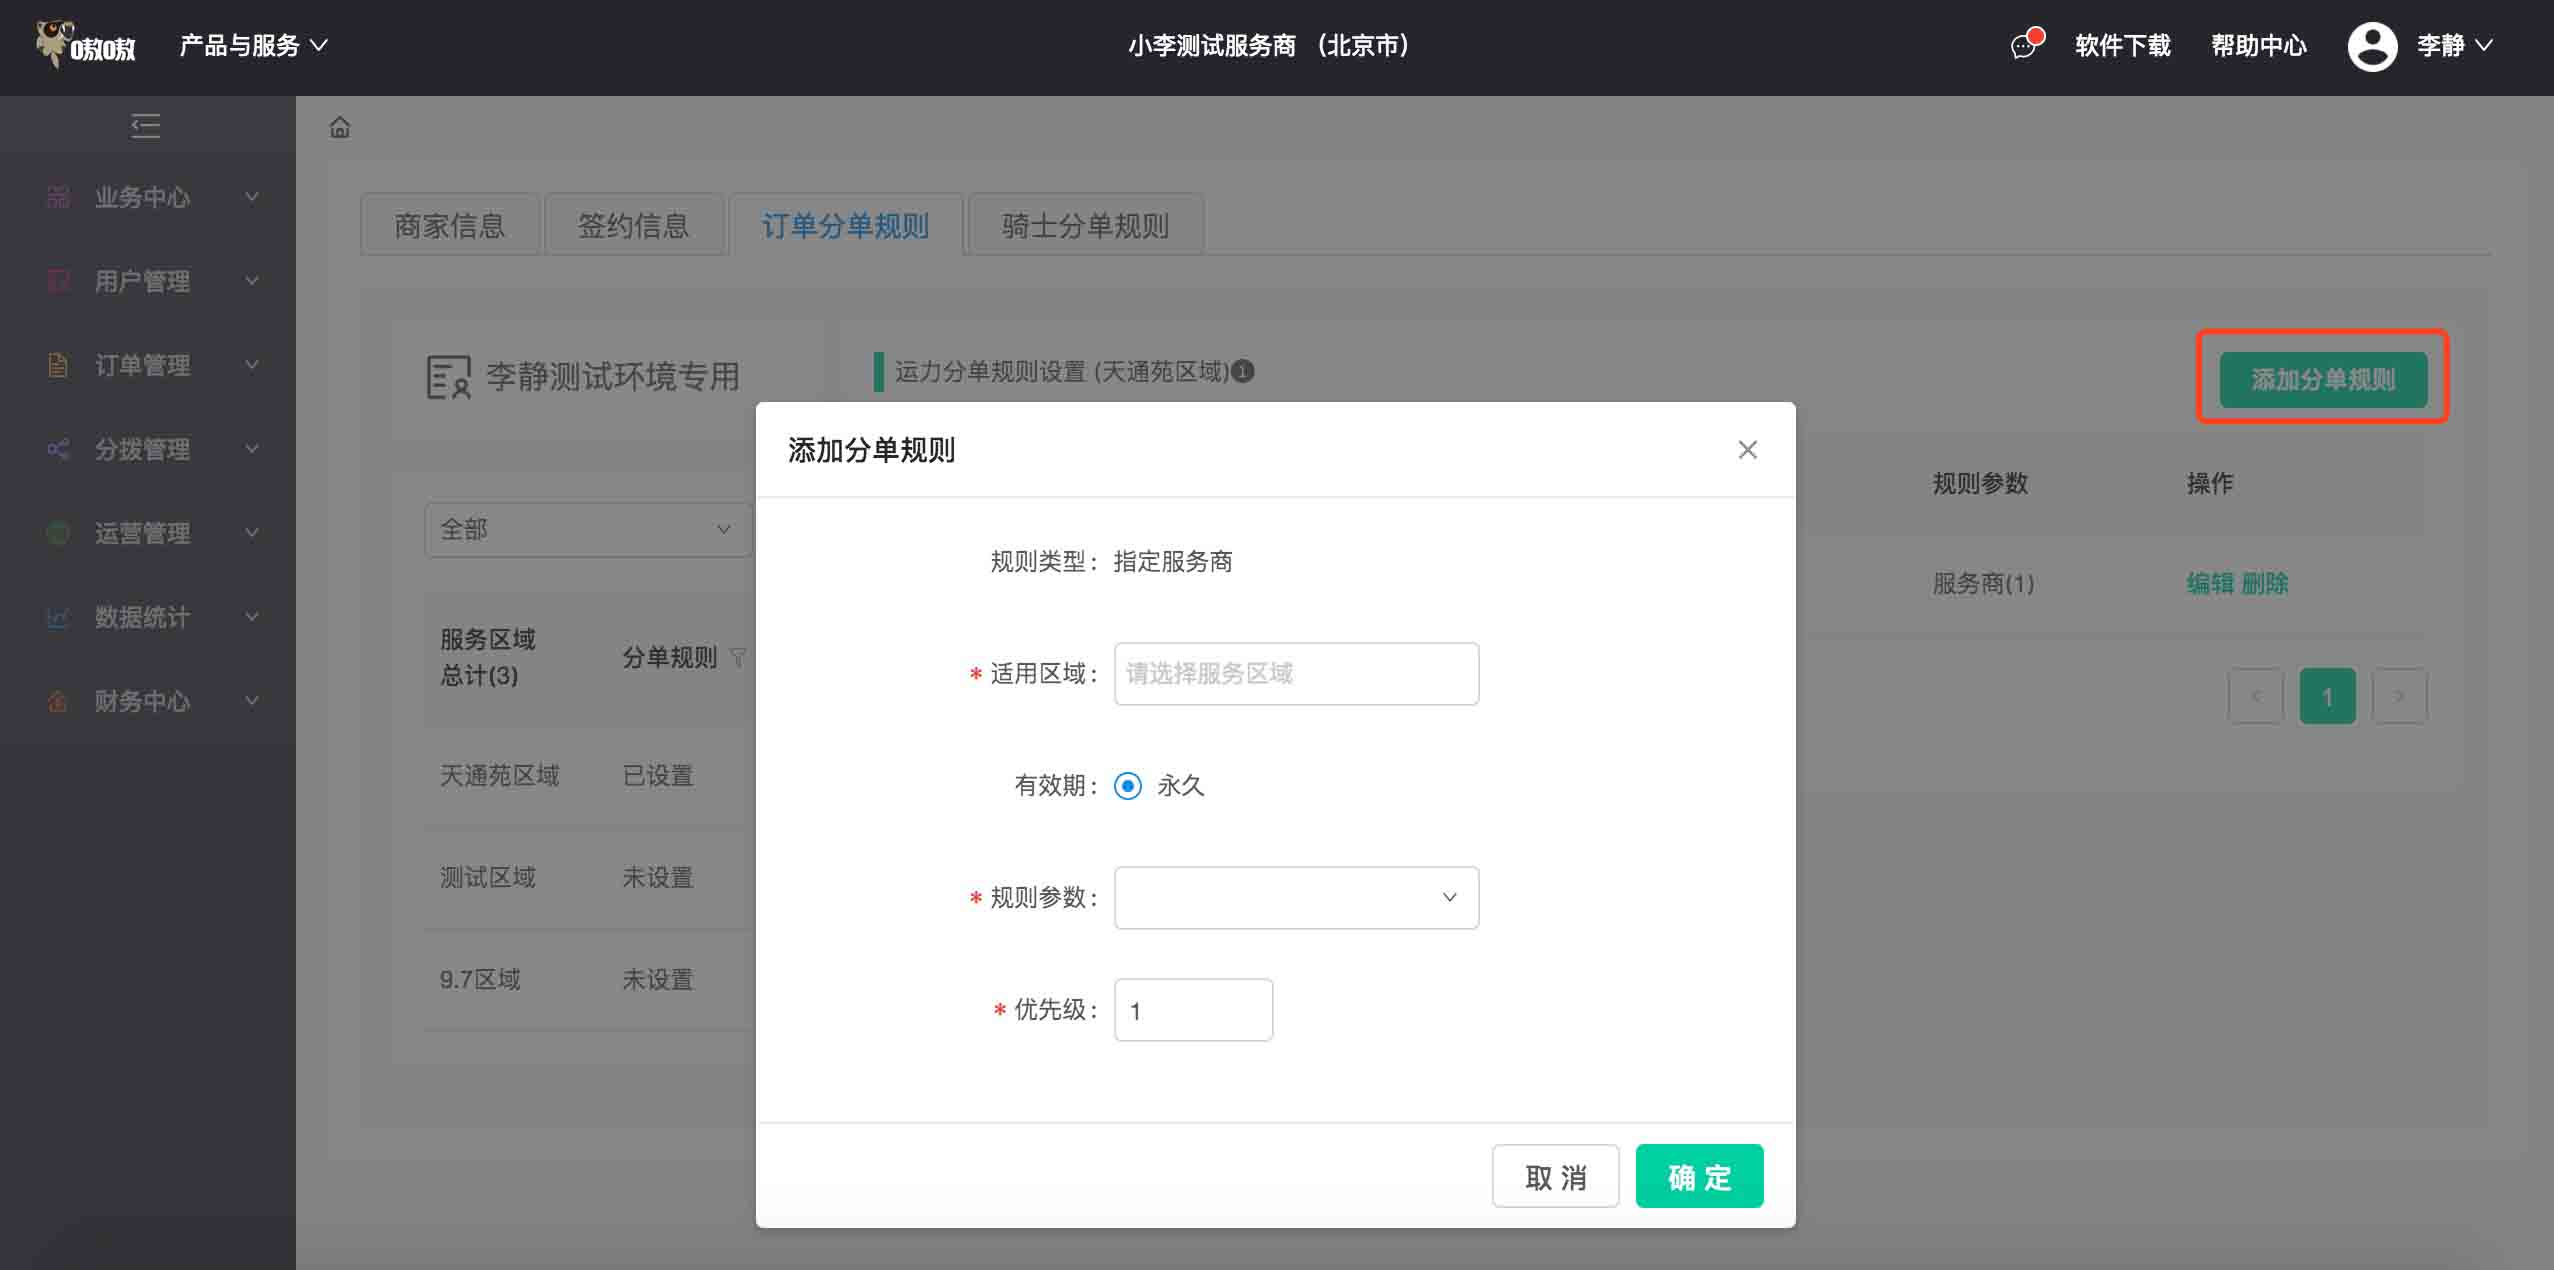 嗷嗷
产品与服务
小李测试服务商 （北京市）
软件下载
帮助中心
李静
业务中心
用户管理
订单管理
分拨管理
运营管理
数据统计
财务中心
商家信息
签约信息
订单分单规则
骑士分单规则
李静测试环境专用
运力分单规则设置 (天通苑区域)
添加分单规则
全部
服务区域
总计(3)
分单规则
天通苑区域
已设置
测试区域
未设置
9.7区域
未设置
规则参数
操作
服务商(1)
编辑 删除
<
1
>
添加分单规则
规则类型: 指定服务商
* 适用区域: 请选择服务区域
有效期: 永久
* 规则参数:
* 优先级: 1
取 消
确 定